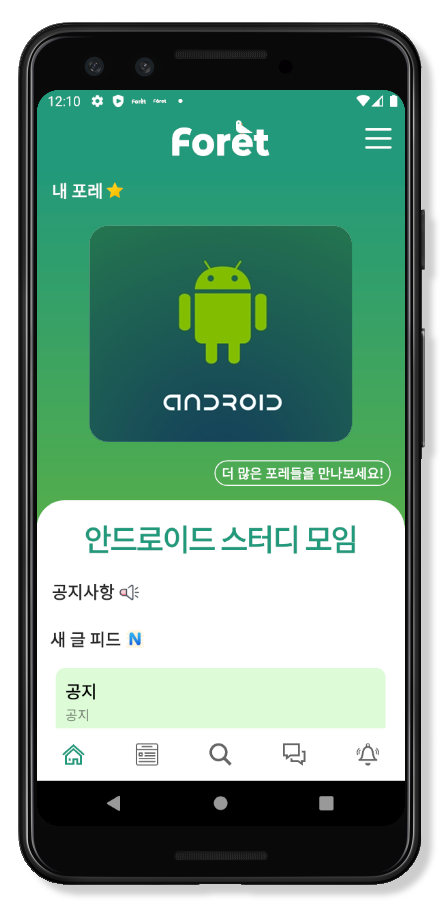 12:10
Forêt
내 포레
ANDROID
더 많은 포레들을 만나보세요!
안드로이드 스터디 모임
공지사항
새 글 피드 N
공지
공지